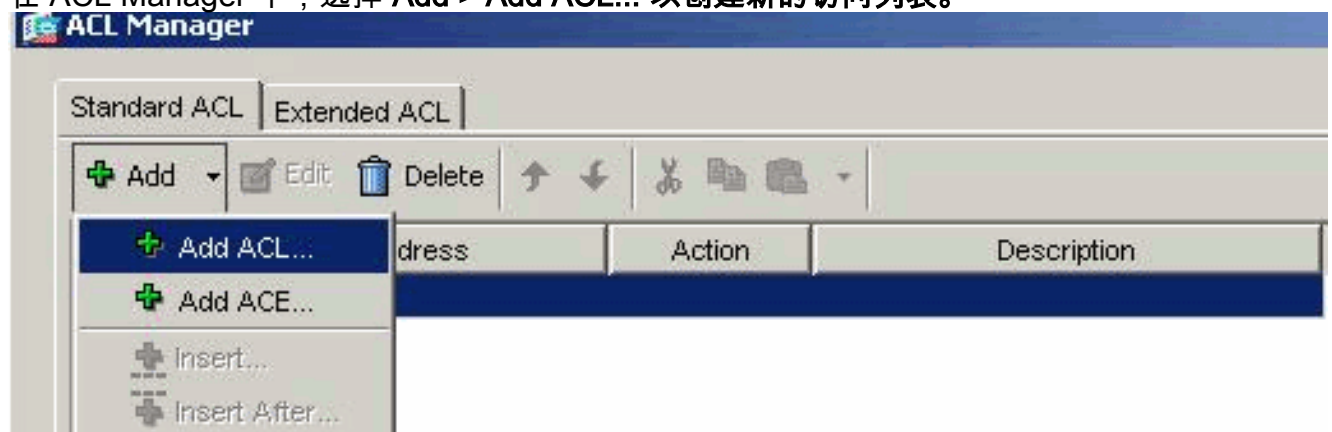 在 ACL Manager 中，选择 Add > Add ACL... 以创建新的访问列表。
ACL Manager
Standard ACL Extended ACL
Add Edit Delete
Add ACL... dress Action Description
Add ACE...
Insert...
Insert After...